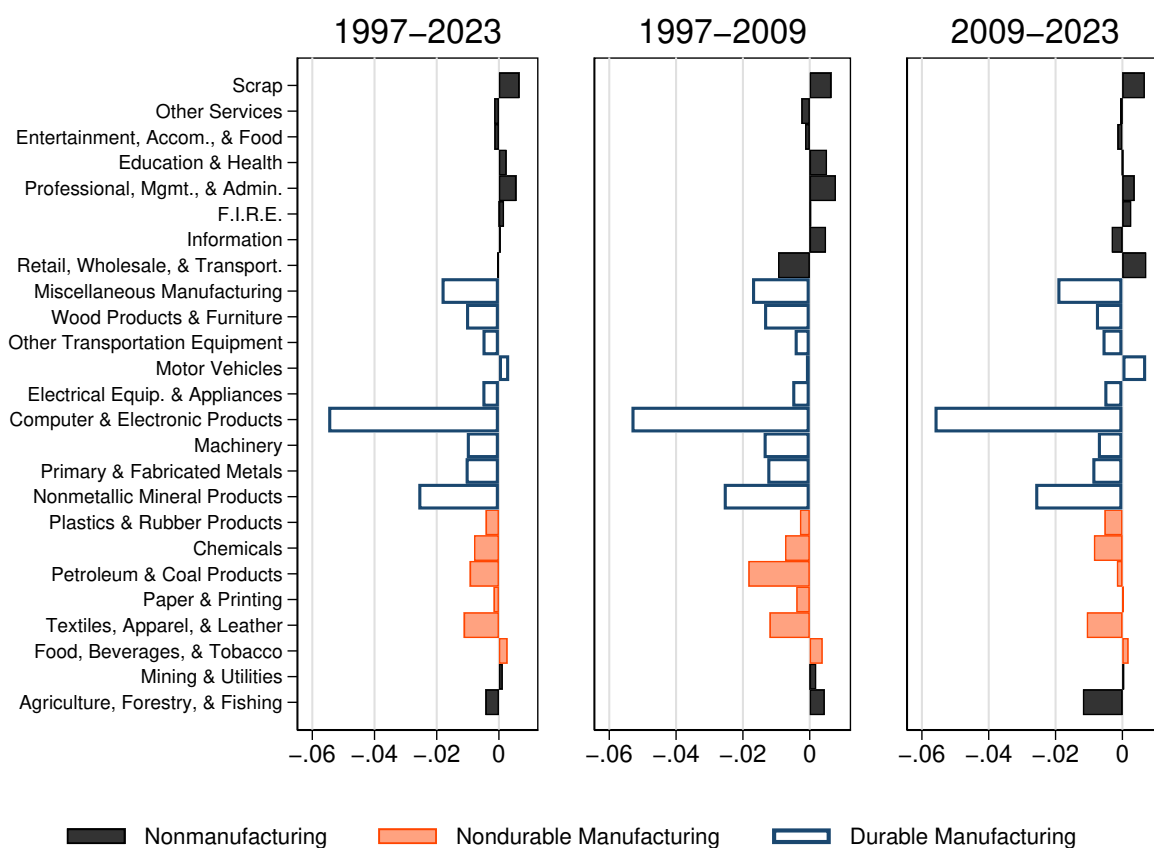 1997−2023 1997−2009 2009−2023
Scrap
Other Services
Entertainment, Accom., & Food
Education & Health
Professional, Mgmt., & Admin.
F.I.R.E.
Information
Retail, Wholesale, & Transport.
Miscellaneous Manufacturing
Wood Products & Furniture
Other Transportation Equipment
Motor Vehicles
Electrical Equip. & Appliances
Computer & Electronic Products
Machinery
Primary & Fabricated Metals
Nonmetallic Mineral Products
Plastics & Rubber Products
Chemicals
Petroleum & Coal Products
Paper & Printing
Textiles, Apparel, & Leather
Food, Beverages, & Tobacco
Mining & Utilities
Agriculture, Forestry, & Fishing
−.06 −.04 −.02 0 −.06 −.04 −.02 0 −.06 −.04 −.02 0
Nonmanufacturing Nondurable Manufacturing Durable Manufacturing